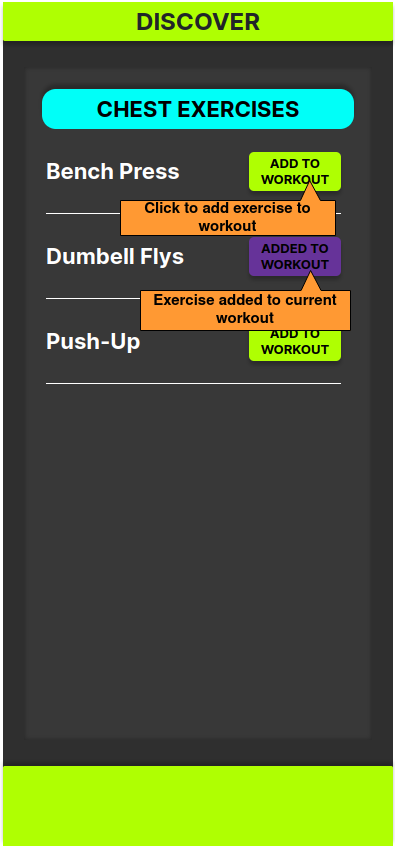 DISCOVER
CHEST EXERCISES
Bench Press
ADD TO
WORKOUT
Click to add exercise to
workout
Dumbell Flys
ADDED TO
WORKOUT
Exercise added to current
workout
Push-Up
ADD TO
WORKOUT